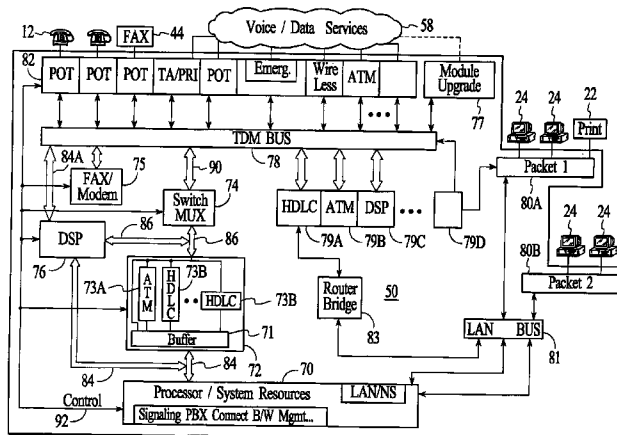 12
FAX
44
Voice / Data Services
58
82
POT
POT
POT
TA/PRI
POT
Emerg.
Wire
Less
ATM
•••
Module
Upgrade
77
24
24
22
Print
Packet 1
80A
TDM BUS
78
84A
FAX/
Modem
75
90
Switch
MUX
74
HDLC
ATM
DSP
•••
79A
79B
79C
79D
86
86
DSP
76
24
24
80B
Packet 2
73A
ATM
73B
HDLC
••
HDLC
73B
Buffer
71
72
Router
Bridge
83
50
LAN BUS
81
84
84
70
Processor / System Resources
LAN/NS
Signaling PBX Connect B/W Mgmt...
Control
92